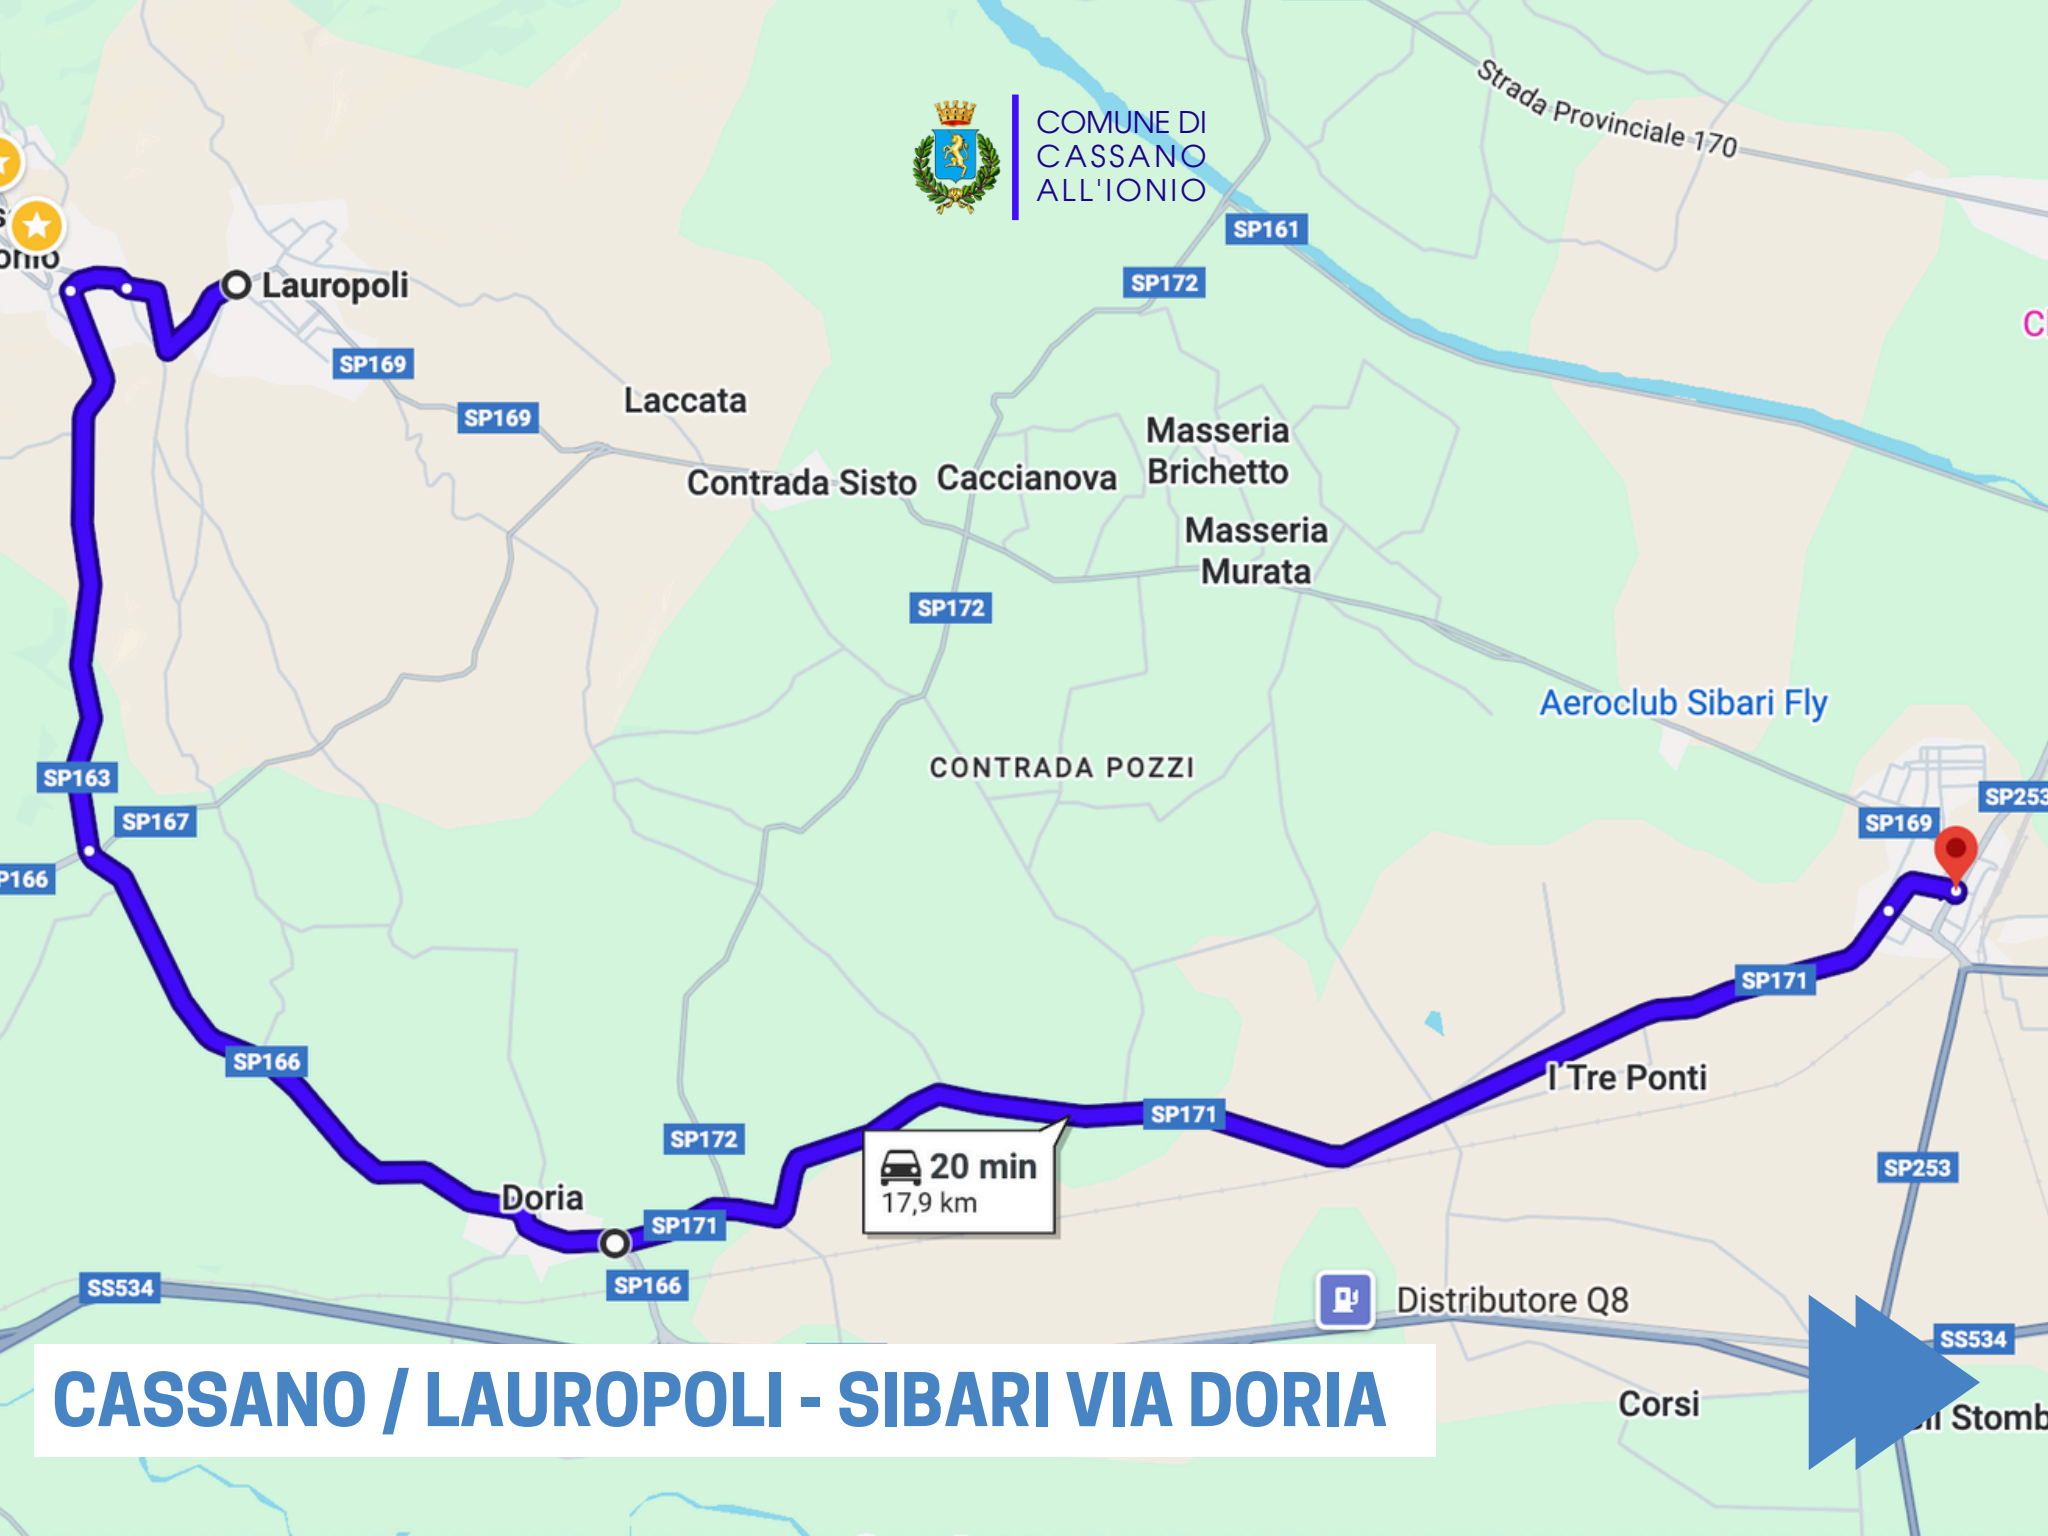 Strada Provinciale 170
COMUNE DI
CASSANO
ALL'IONIO
SP161
SP172
Lauropoli
SP169
SP169
Laccata
Contrada Sisto
Caccianova
Masseria
Brichetto
Masseria
Murata
SP172
Aeroclub Sibari Fly
CONTRADA POZZI
SP163
SP167
P166
SP169
SP253
SP171
SP166
I Tre Ponti
SP171
SP172
20 min
17,9 km
Doria
SP171
SP253
SP166
SS534
Distributore Q8
SS534
CASSANO / LAUROPOLI - SIBARI VIA DORIA
Corsi